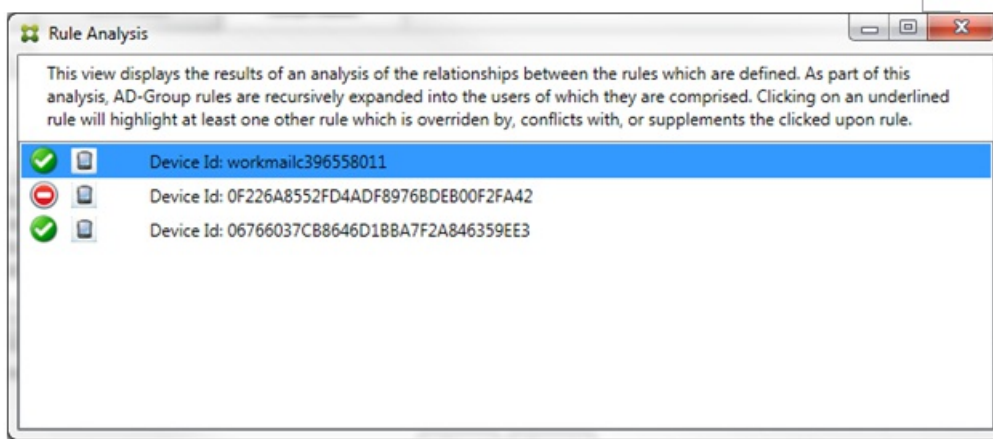 Rule Analysis
This view displays the results of an analysis of the relationships between the rules which are defined. As part of this
analysis, AD-Group rules are recursively expanded into the users of which they are comprised. Clicking on an underlined
rule will highlight at least one other rule which is overriden by, conflicts with, or supplements the clicked upon rule.
Device Id: workmailc396558011
Device Id: 0F226A8552FD4ADF8976BDEB00F2FA42
Device Id: 06766037CB8646D1BBA7F2A846359EE3